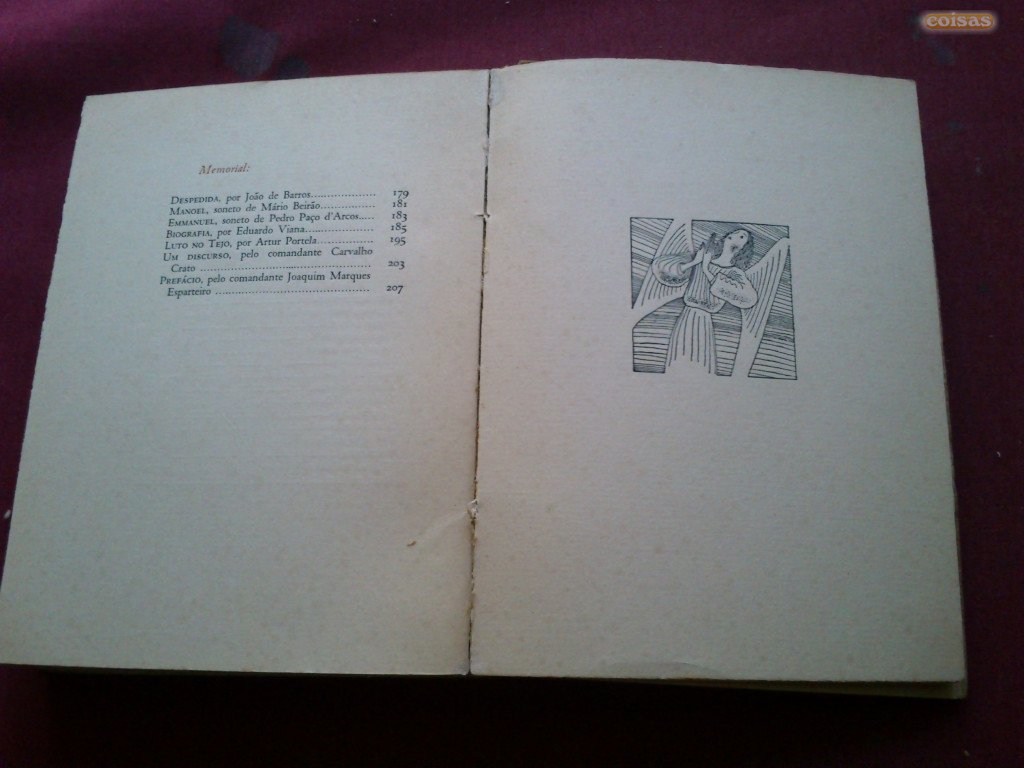 coisas
Memorial:
DESPEDIDA, por João de Barros.................. 179
MANOEL, soneto de Mário Beirão............... 181
EMMANUEL, soneto de Pedro Paço d'Arcos..... 183
BIOGRAFIA, por Eduardo Viana................... 185
LUTO NO TEJO, por Artur Portela............... 195
UM DISCURSO, pelo comandante Carvalho
Crato ............................................. 203
PREFÁCIO, pelo comandante Joaquim Marques
Esparteiro ......................................... 207